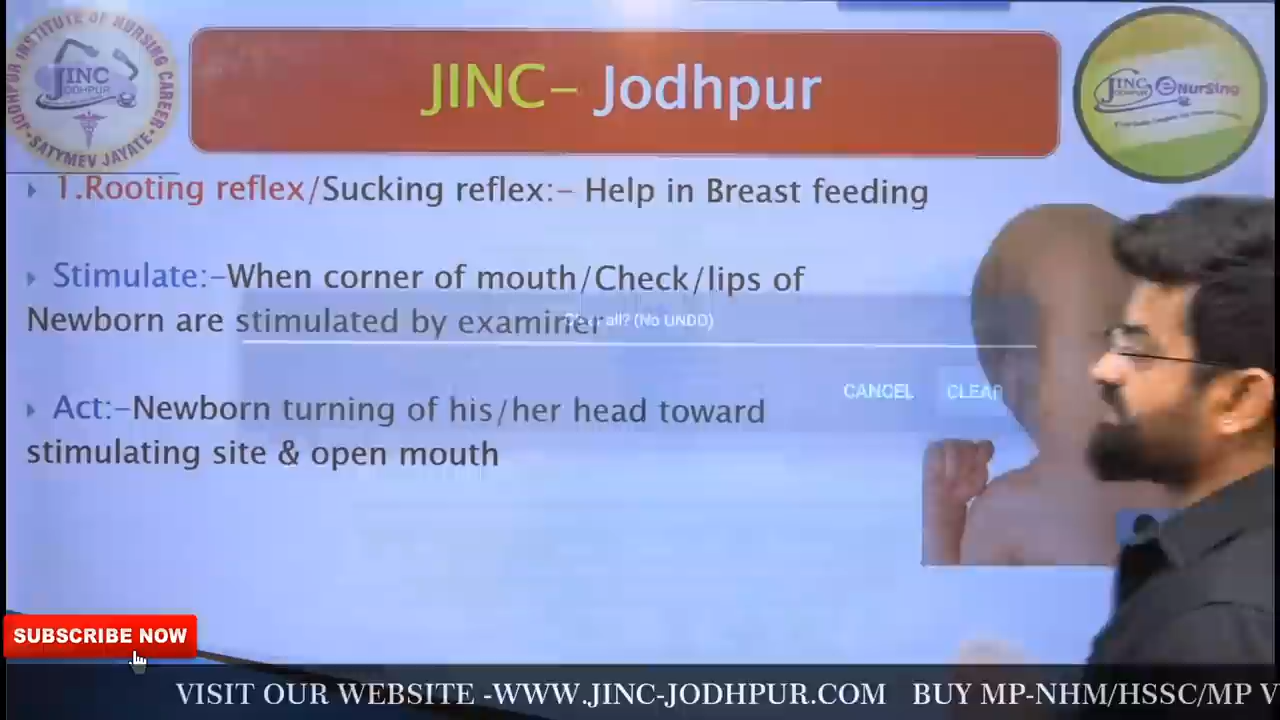 JODHPUR INSTITUTE OF NURSING CAREER
JINC
JODHPUR
SATYMEV JAYATE
JINC- Jodhpur
JINC
JODHPUR
eNursing
1.Rooting reflex/Sucking reflex:- Help in Breast feeding
Stimulate:-When corner of mouth/Check/lips of
Newborn are stimulated by examiner
all? (No UNDO)
CANCEL CLEAR
Act:-Newborn turning of his/her head toward
stimulating site & open mouth
SUBSCRIBE NOW
VISIT OUR WEBSITE -WWW.JINC-JODHPUR.COM BUY MP-NHM/HSSC/MP V